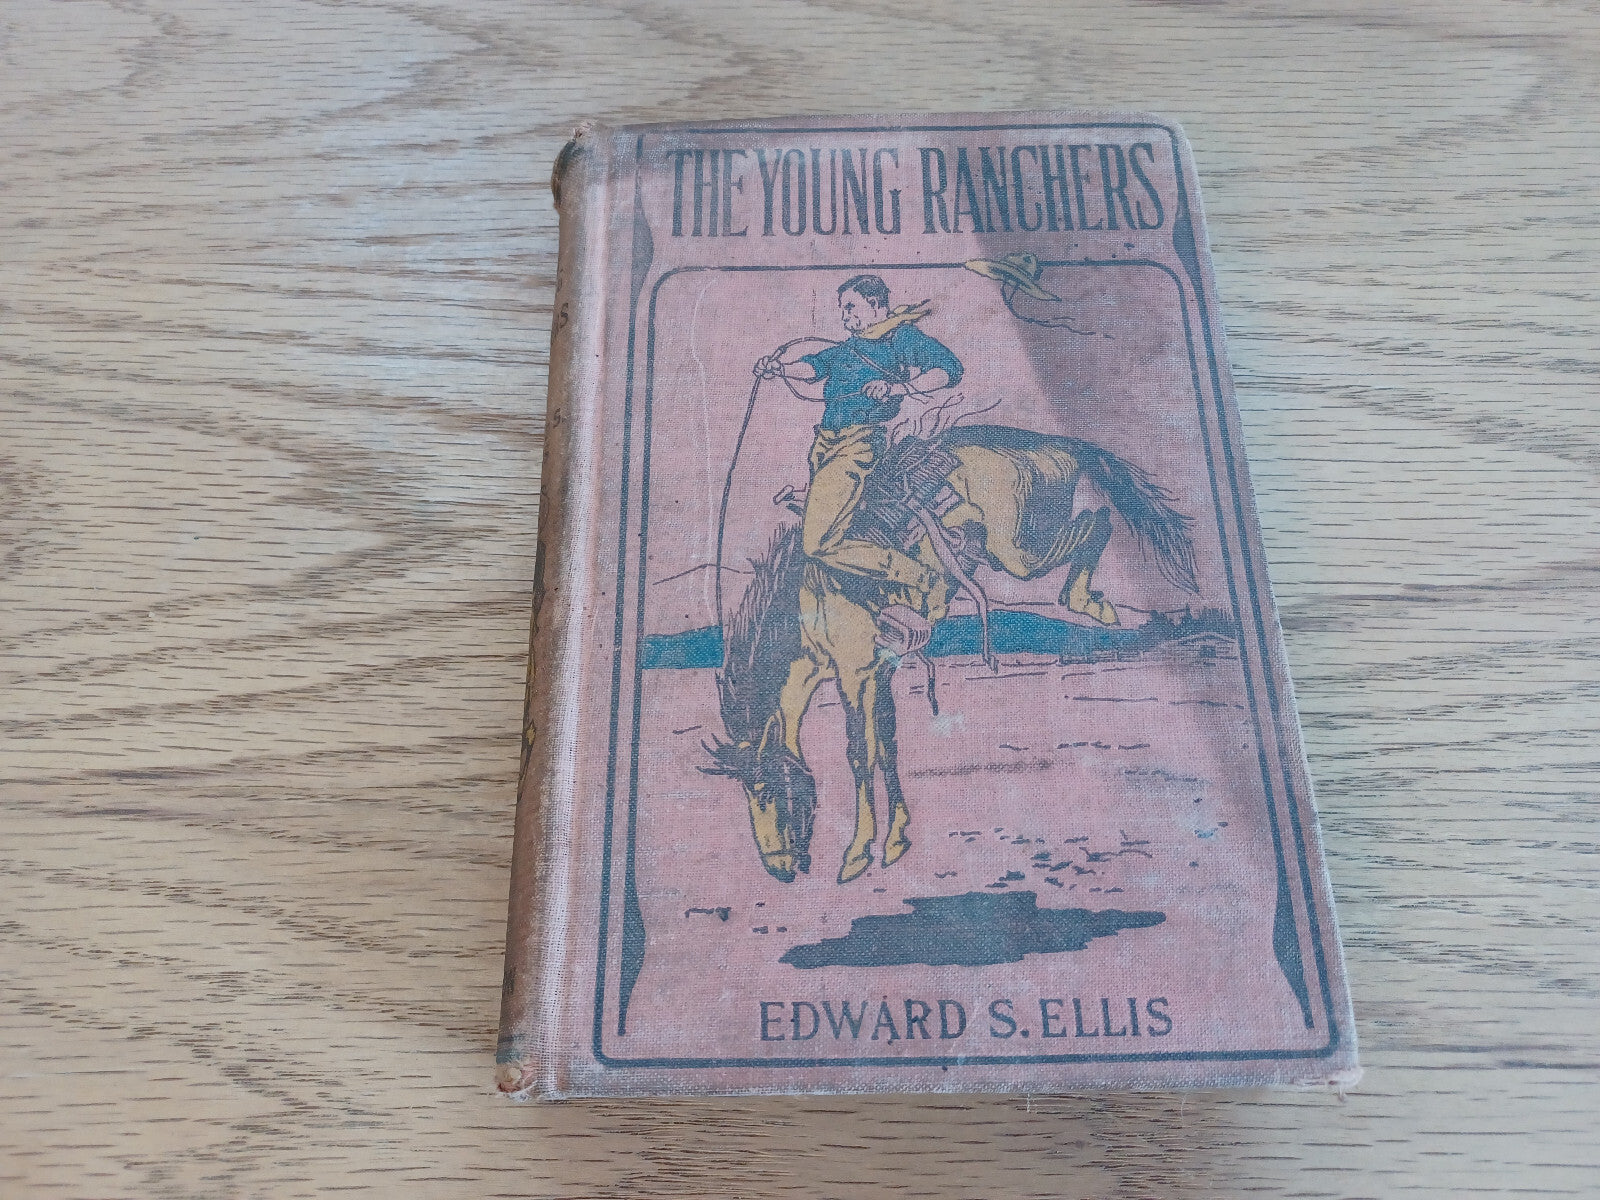 THE YOUNG RANCHERS
EDWARD S. ELLIS